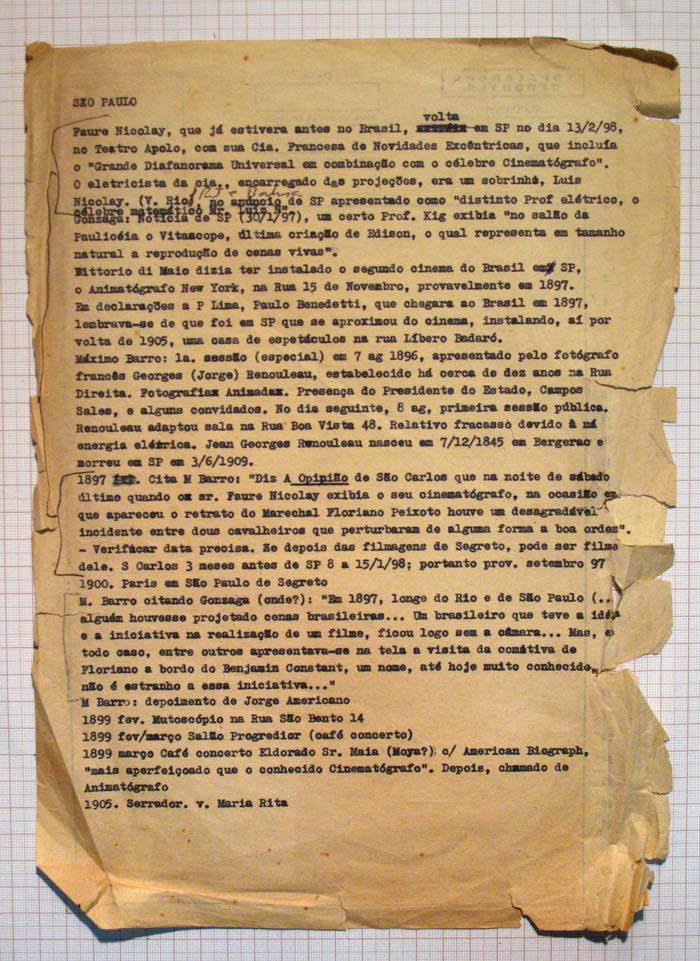 SÃO PAULO
volta
Faure Nicolay, que já estivera antes no Brasil, em SP no dia 13/2/98,
no Teatro Apolo, com sua Cia. Francesa de Novidades Excêntricas, que incluía
o "Grande Diafanorama Universal em combinação com o célebre Cinematógrafo".
O eletricista da cia., encarregado das projeções, era um sobrinho, Luis
Rio e Bahia
Nicolay. (V. Rio) no anúncio de SP apresentado como "distinto Prof elétrico, o
célebre matemático Mr. Luiz N".
Gonzaga: Notícia de SP (30/1/97), um certo Prof. Kig exibia "no salão da
Paulicéia o Vitascope, última criação de Edison, o qual representa em tamanho
natural a reprodução de cenas vivas".
Vittorio di Maio dizia ter instalado o segundo cinema do Brasil em SP,
o Animatógrafo New York, na Rua 15 de Novembro, provavelmente em 1897.
Em declarações a P Lima, Paulo Benedetti, que chegara ao Brasil em 1897,
lembrava-se de que foi em SP que se aproximou do cinema, instalando, aí por
volta de 1905, uma casa de espetáculos na rua Líbero Badaró.
Máximo Barro: 1a. sessão (especial) em 7 ag 1896, apresentado pelo fotógrafo
francês Georges (Jorge) Renouleau, estabelecido há cerca de dez anos na Rua
Direita. Fotografias Animadas. Presença do Presidente do Estado, Campos
Sales, e alguns convidados. No dia seguinte, 8 ag, primeira sessão pública.
Renouleau adaptou sala na Rua Boa Vista 48. Relativo fracasso devido à má
energia elétrica. Jean Georges Renouleau nasceu em 7/12/1845 em Bergerac e
morreu em SP em 3/6/1909.
1897 . Cita M Barro: "Diz A Opinião de São Carlos que na noite de sábado
último quando o sr. Faure Nicolay exibia o seu cinematógrafo, na ocasião em
que apareceu o retrato do Marechal Floriano Peixoto houve um desagradável
incidente entre dous cavalheiros que perturbaram de alguma forma a boa ordem".
- Verificar data precisa. Se depois das filmagens de Segreto, pode ser filme
dele. S Carlos 3 meses antes de SP 8 a 15/1/98; portanto prov. setembro 97
1900. Paris em São Paulo de Segreto
M. Barro citando Gonzaga (onde?): "Em 1897, longe do Rio e de São Paulo (..
alguém houvesse projetado cenas brasileiras... Um brasileiro que teve a idéa
e a iniciativa na realização de um filme, ficou logo sem a câmara... Mas, e
todo caso, entre outros apresentava-se na tela a visita da comitiva de
Floriano a bordo do Benjamin Constant, um nome, até hoje muito conhecido,
não é estranho a essa iniciativa..."
M Barro: depoimento de Jorge Americano
1899 fev. Mutoscópio na Rua São Bento 14
1899 fev/março Salão Progredior (café concerto)
1899 março Café concerto Eldorado Sr. Maia (Moya?) c/ American Biograph,
"mais aperfeiçoado que o conhecido Cinematógrafo". Depois, chamado de
Animatógrafo
1905. Serrador. v. Maria Rita